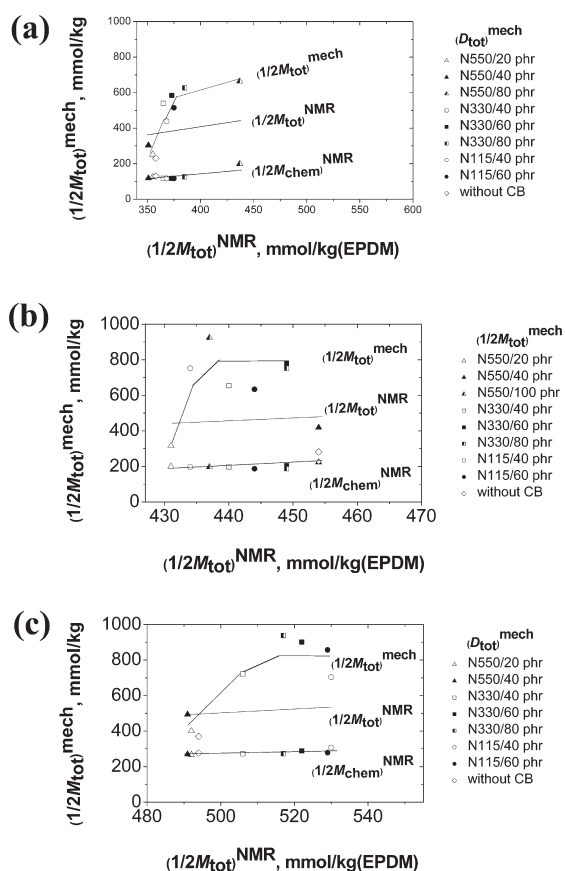 (a)
(1/2Mtot)mech, mmol/kg
1000
800
600
400
200
0
(1/2Mtot)mech
(1/2Mtot)NMR
(1/2Mchem)NMR
350 400 450 500 550 600
(1/2Mtot)NMR, mmol/kg(EPDM)
(Dtot)mech
N550/20 phr
N550/40 phr
N550/80 phr
N330/40 phr
N330/60 phr
N330/80 phr
N115/40 phr
N115/60 phr
without CB
(b)
(1/2Mtot)mech, mmol/kg
1000
800
600
400
200
0
(1/2Mtot)mech
(1/2Mtot)NMR
(1/2Mchem)NMR
430 440 450 460 470
(1/2Mtot)NMR, mmol/kg(EPDM)
(1/2Mtot)mech
N550/20 phr
N550/40 phr
N550/100 phr
N330/40 phr
N330/60 phr
N330/80 phr
N115/40 phr
N115/60 phr
without CB
(c)
(1/2Mtot)mech, mmol/kg
1000
800
600
400
200
0
(1/2Mtot)mech
(1/2Mtot)NMR
(1/2Mchem)NMR
480 500 520 540
(1/2Mtot)NMR, mmol/kg(EPDM)
(Dtot)mech
N550/20 phr
N550/40 phr
N330/40 phr
N330/60 phr
N330/80 phr
N115/40 phr
N115/60 phr
without CB